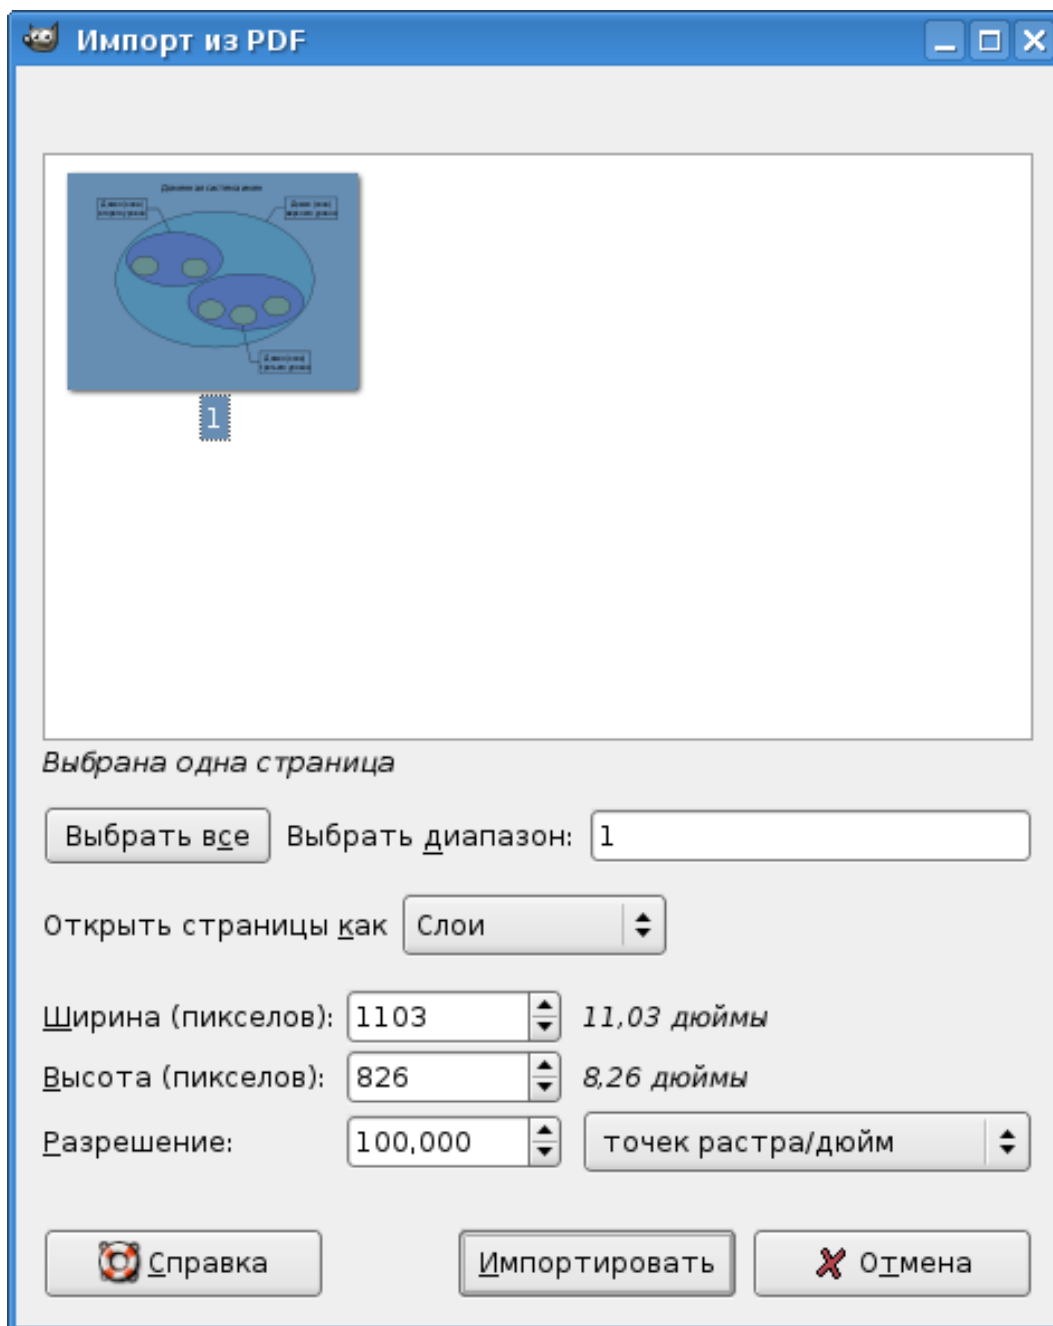 Импорт из PDF
1
Выбрана одна страница
Выбрать все Выбрать диапазон: 1
Открыть страницы как Слои
Ширина (пикселов): 1103 11,03 дюймы
Высота (пикселов): 826 8,26 дюймы
Разрешение: 100,000 точек растра/дюйм
Справка Импортировать Отмена